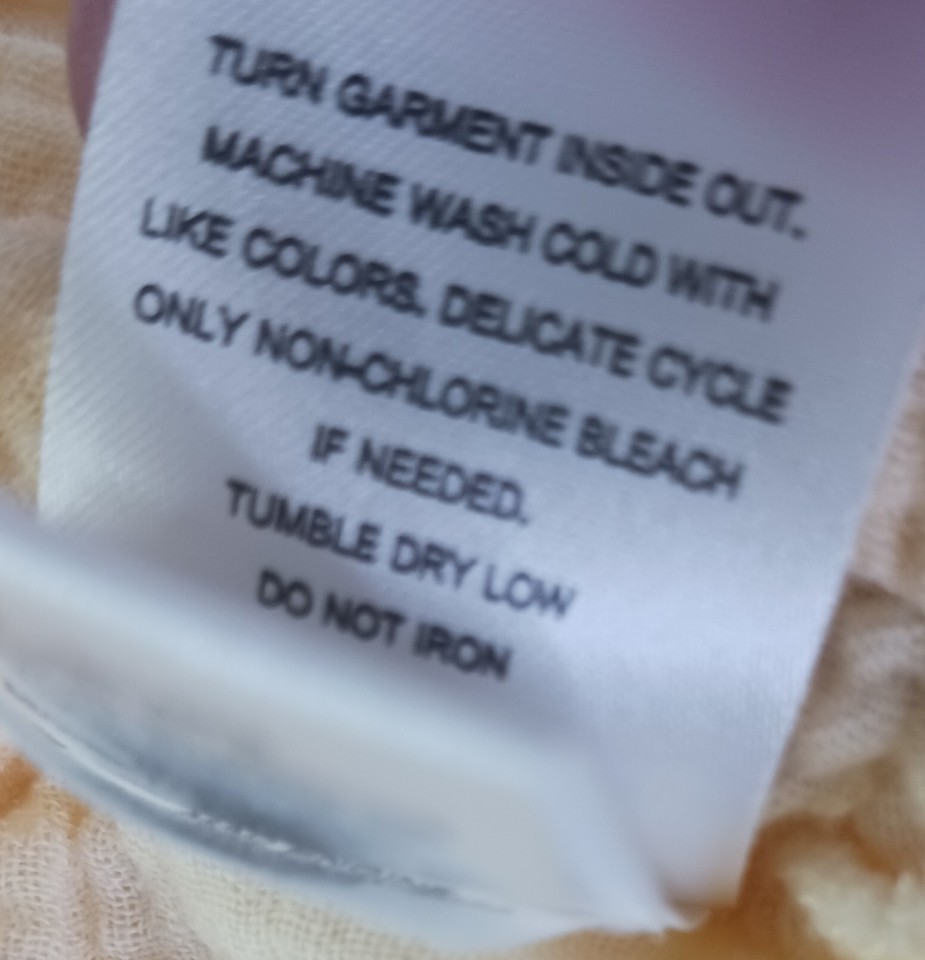 TURN GARMENT INSIDE OUT.
MACHINE WASH COLD WITH
LIKE COLORS. DELICATE CYCLE
ONLY NON-CHLORINE BLEACH
IF NEEDED.
TUMBLE DRY LOW
DO NOT IRON